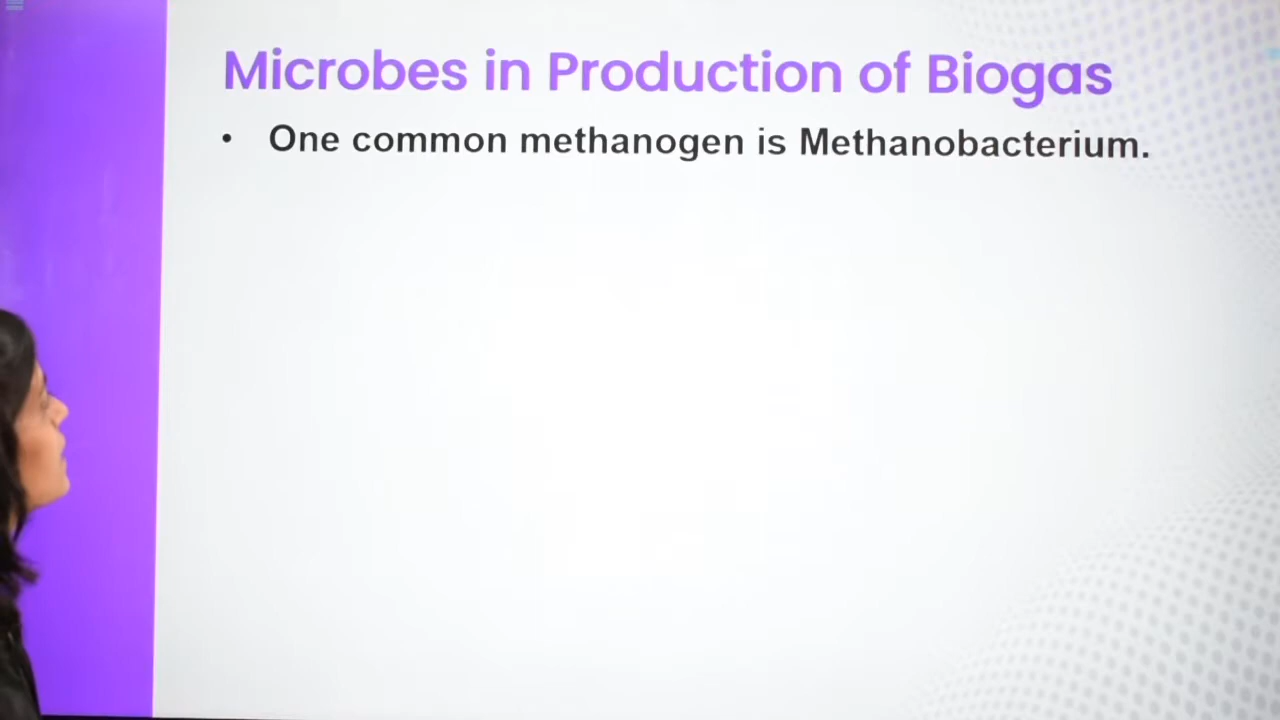 Microbes in Production of Biogas
• One common methanogen is Methanobacterium.